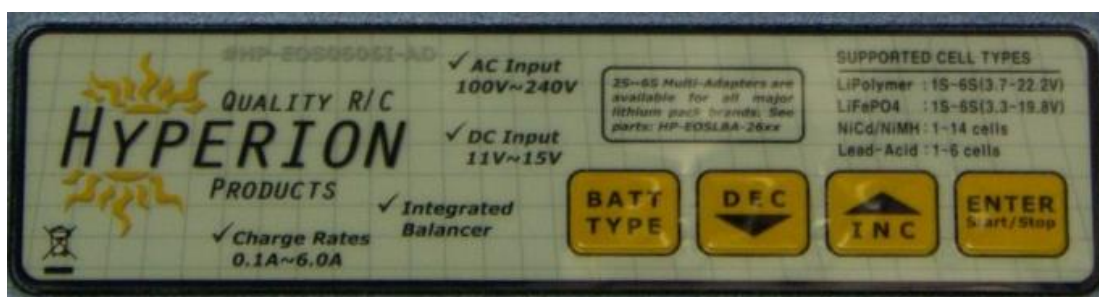 #HP-EOS0606I-AD
QUALITY R/C
HYPERION
PRODUCTS
✓ AC Input
100V~240V
✓ DC Input
11V~15V
✓ Integrated
Balancer
✓ Charge Rates
0.1A~6.0A
2S~6S Multi-Adapters are
available for all major
lithium pack brands. See
parts: HP-EOSLBA-26xx
SUPPORTED CELL TYPES
LiPolymer : 1S-6S(3.7-22.2V)
LiFePO4 : 1S-6S(3.3-19.8V)
NiCd/NiMH : 1-14 cells
Lead-Acid : 1-6 cells
BATT
TYPE
DEC
INC
ENTER
Start/Stop